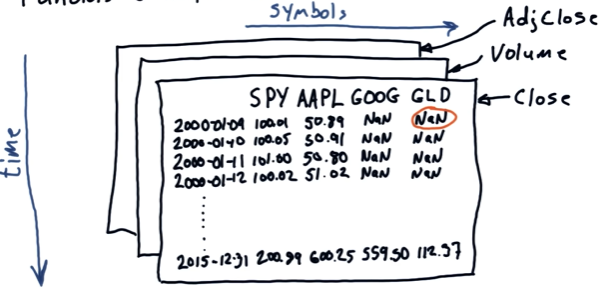 symbols
AdjClose
Volume
Close
time
SPY AAPL GOOG GLD
2000-01-09 100.01 50.89 NaN NaN
2000-01-10 100.05 50.91 NaN NaN
2000-01-11 101.00 50.80 NaN NaN
2000-01-12 100.02 51.02 NaN NaN
2015-12-31 200.99 600.25 559.50 112.37